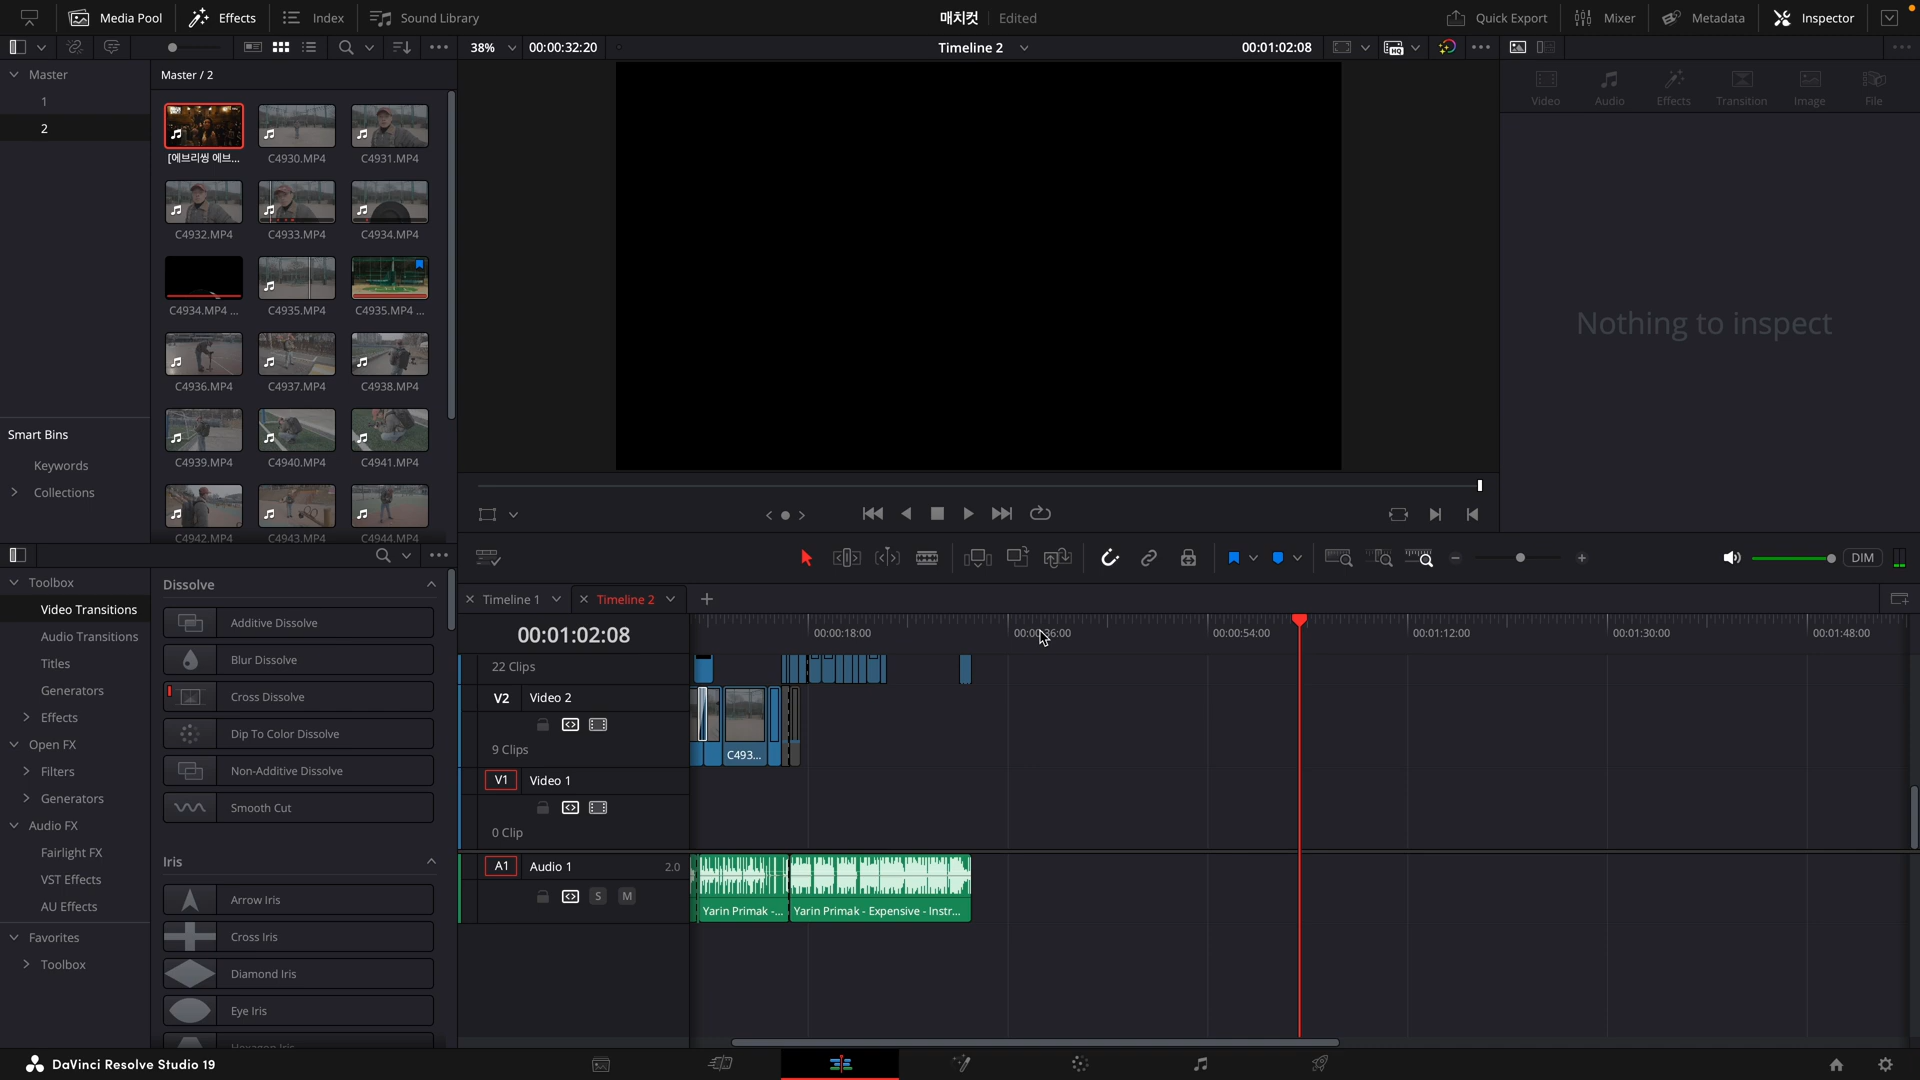 Media Pool Effects Index Sound Library 매치컷 Edited Quick Export Mixer Metadata Inspector
38% 00:00:32:20 Timeline 2 00:01:02:08
Master Master / 2
1
2
Video Audio Effects Transition Image File
[에브리씽 에브... C4930.MP4 C4931.MP4
C4932.MP4 C4933.MP4 C4934.MP4
C4934.MP4 ... C4935.MP4 C4935.MP4 ...
Nothing to inspect
C4936.MP4 C4937.MP4 C4938.MP4
Smart Bins
C4939.MP4 C4940.MP4 C4941.MP4
Keywords
Collections
C4942.MP4 C4943.MP4 C4944.MP4
DIM
Toolbox
Video Transitions
Audio Transitions
Titles
Generators
Effects
Open FX
Filters
Generators
Audio FX
Fairlight FX
VST Effects
AU Effects
Favorites
Toolbox
Dissolve
Additive Dissolve
Blur Dissolve
Cross Dissolve
Dip To Color Dissolve
Non-Additive Dissolve
Smooth Cut
Iris
Arrow Iris
Cross Iris
Diamond Iris
Eye Iris
Hexagon Iris
Timeline 1 Timeline 2
00:01:02:08 00:00:18:00 00:00:36:00 00:00:54:00 00:01:12:00 00:01:30:00 00:01:48:00
22 Clips
V2 Video 2
9 Clips C493...
V1 Video 1
0 Clip
A1 Audio 1 2.0
S M
Yarin Primak -... Yarin Primak - Expensive - Instr...
DaVinci Resolve Studio 19